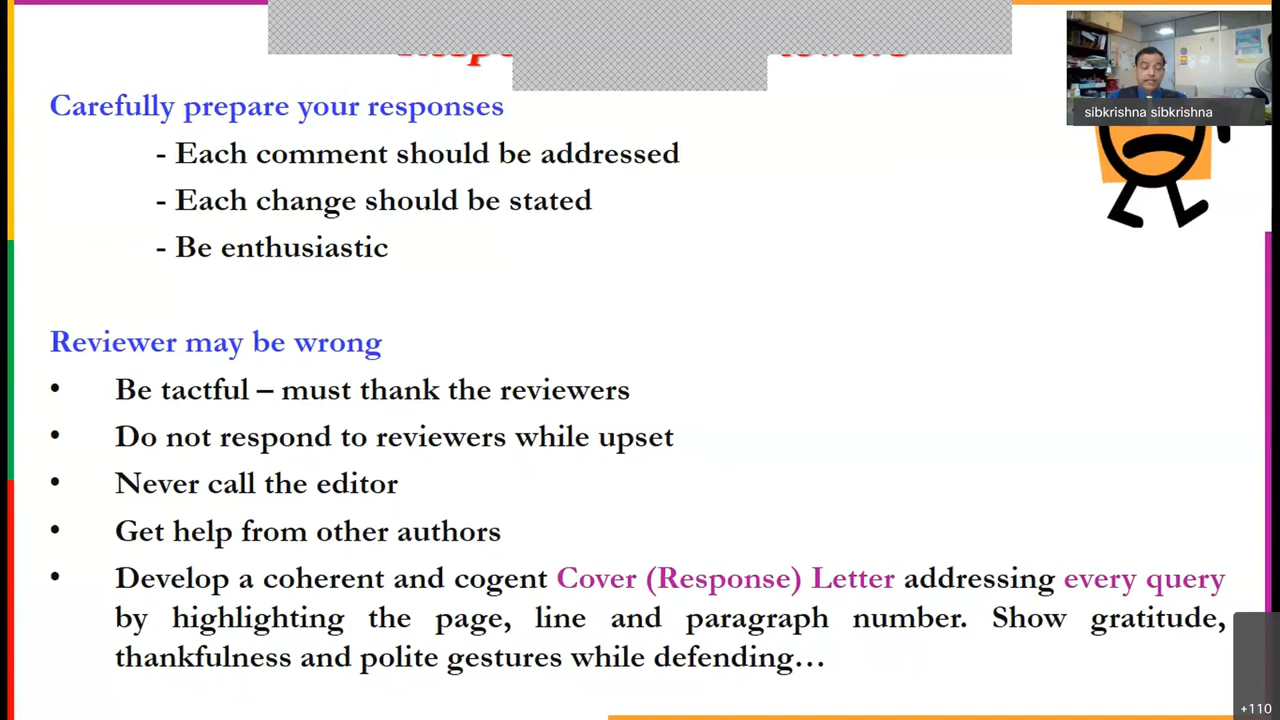 Carefully prepare your responses
- Each comment should be addressed
- Each change should be stated
- Be enthusiastic
Reviewer may be wrong
• Be tactful – must thank the reviewers
• Do not respond to reviewers while upset
• Never call the editor
• Get help from other authors
• Develop a coherent and cogent Cover (Response) Letter addressing every query
by highlighting the page, line and paragraph number. Show gratitude,
thankfulness and polite gestures while defending…
sibkrishna sibkrishna
+110